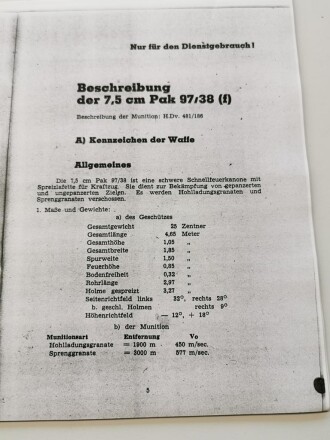 Nur für den Dienstgebrauch!
Beschreibung
der 7,5 cm Pak 97/38 (f)
Beschreibung der Munition: H.Dv. 481/158
A) Kennzeichen der Waffe
Allgemeines
Die 7,5 cm Pak 97/38 ist eine schwere Schnellfeuerkanone mit
Spreizlafette für Kraftzug. Sie dient zur Bekämpfung von gepanzerten
und ungepanzerten Zielen. Es werden Hohlladungsgranaten und
Sprenggranaten verschossen.
1. Maße und Gewichte:
a) des Geschützes
Gesamtgewicht 25 Zentner
Gesamtlänge 4,65 Meter
Gesamthöhe 1,05 „
Gesamtbreite 1,85 „
Spurweite 1,50 „
Feuerhöhe 0,85 „
Bodenfreiheit 0,32 „
Rohrlänge 2,97 „
Holme gespreizt 3,27 „
Seitenrichtfeld links 32°, rechts 28°
b. geschl. Holmen rechts 9°
Höhenrichtfeld — 12°, + 18°
b) der Munition
Munitionsart Entfernung Vo
Hohlladungsgranate = 1900 m 450 m/sec.
Sprenggranate = 3000 m 577 m/sec.
5